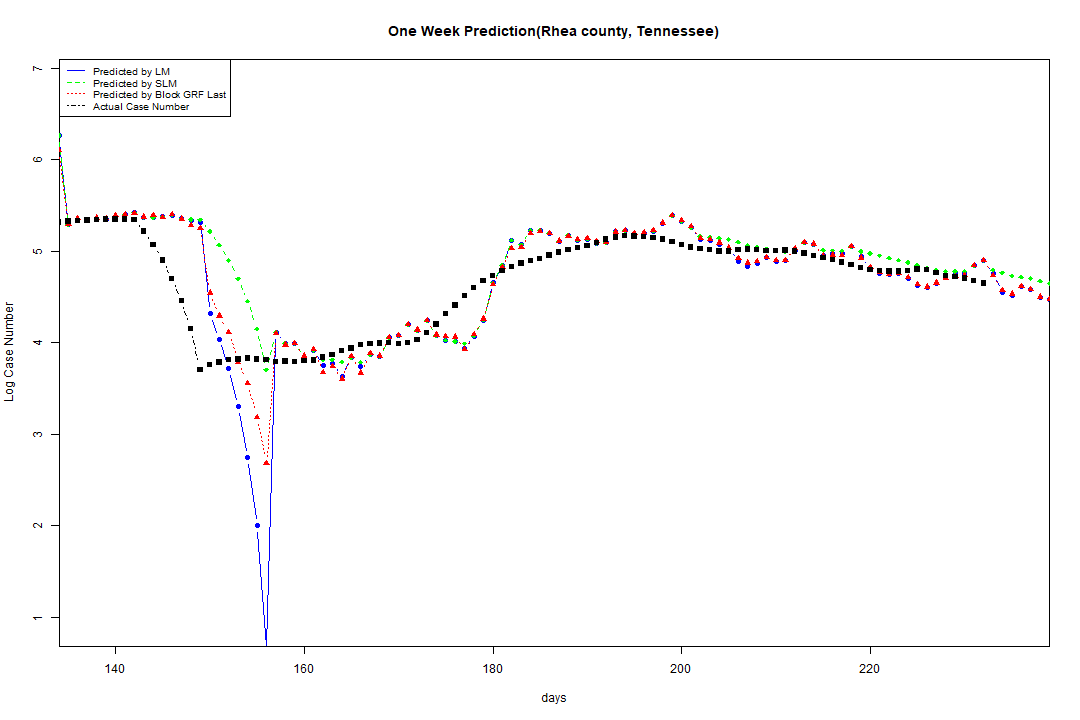 One Week Prediction(Rhea county, Tennessee)
Predicted by LM
Predicted by SLM
Predicted by Block GRF Last
Actual Case Number
7
6
5
4
3
2
1
Log Case Number
140 160 180 200 220
days